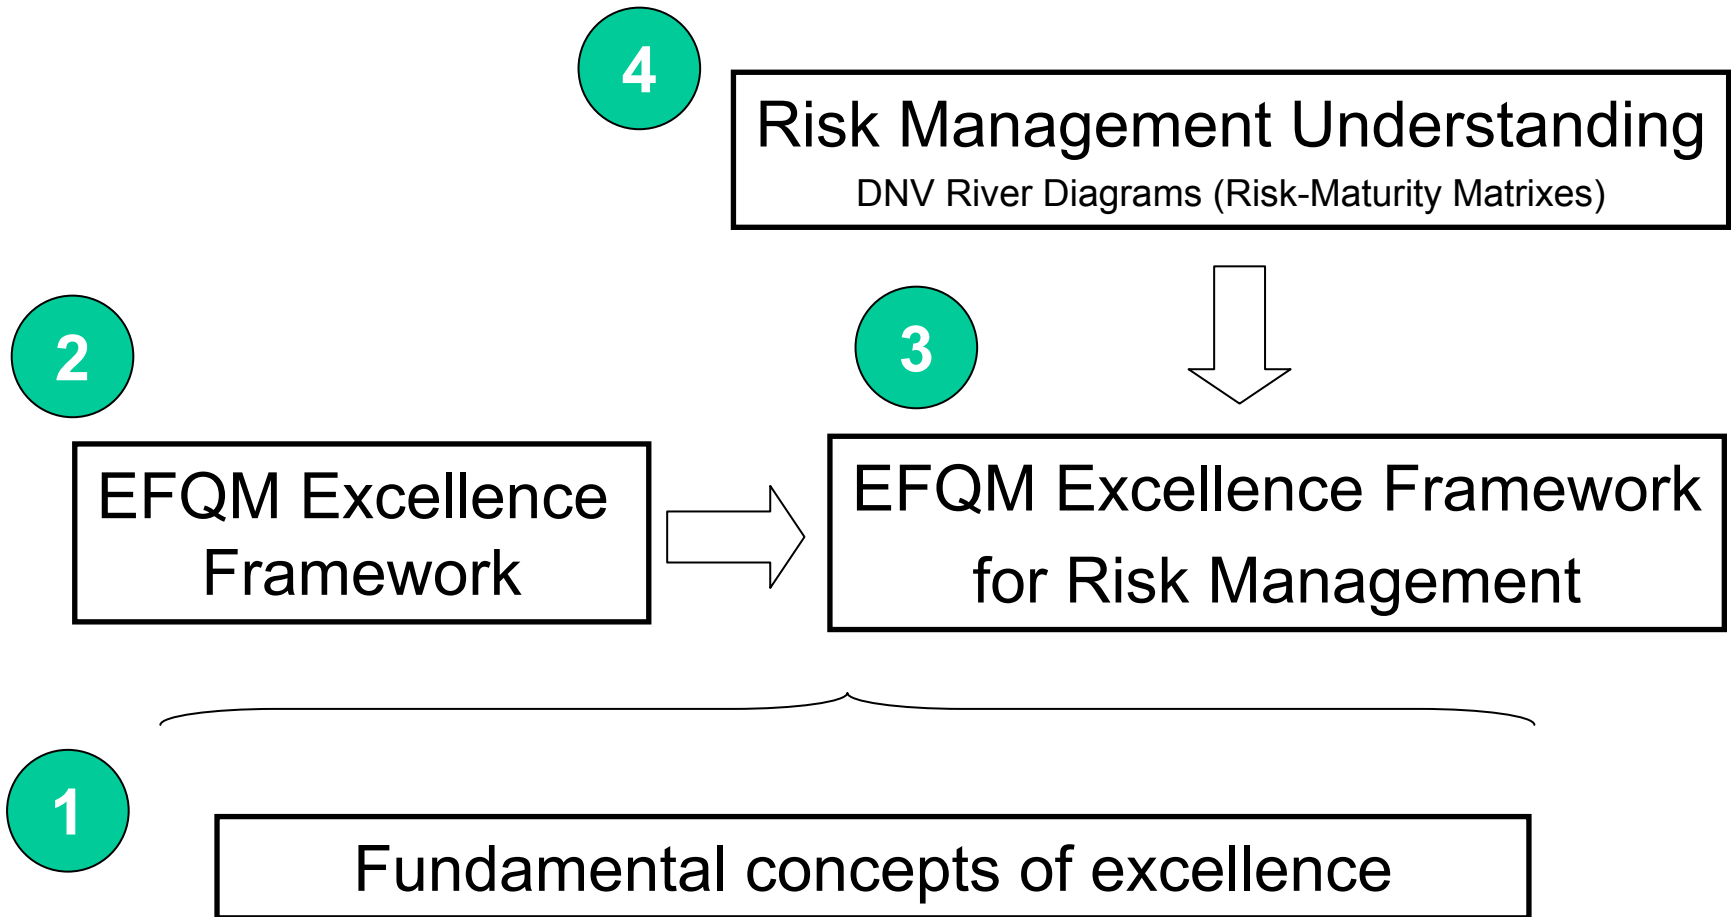 4
Risk Management Understanding
DNV River Diagrams (Risk-Maturity Matrixes)
2
3
EFQM Excellence
Framework
EFQM Excellence Framework
for Risk Management
1
Fundamental concepts of excellence